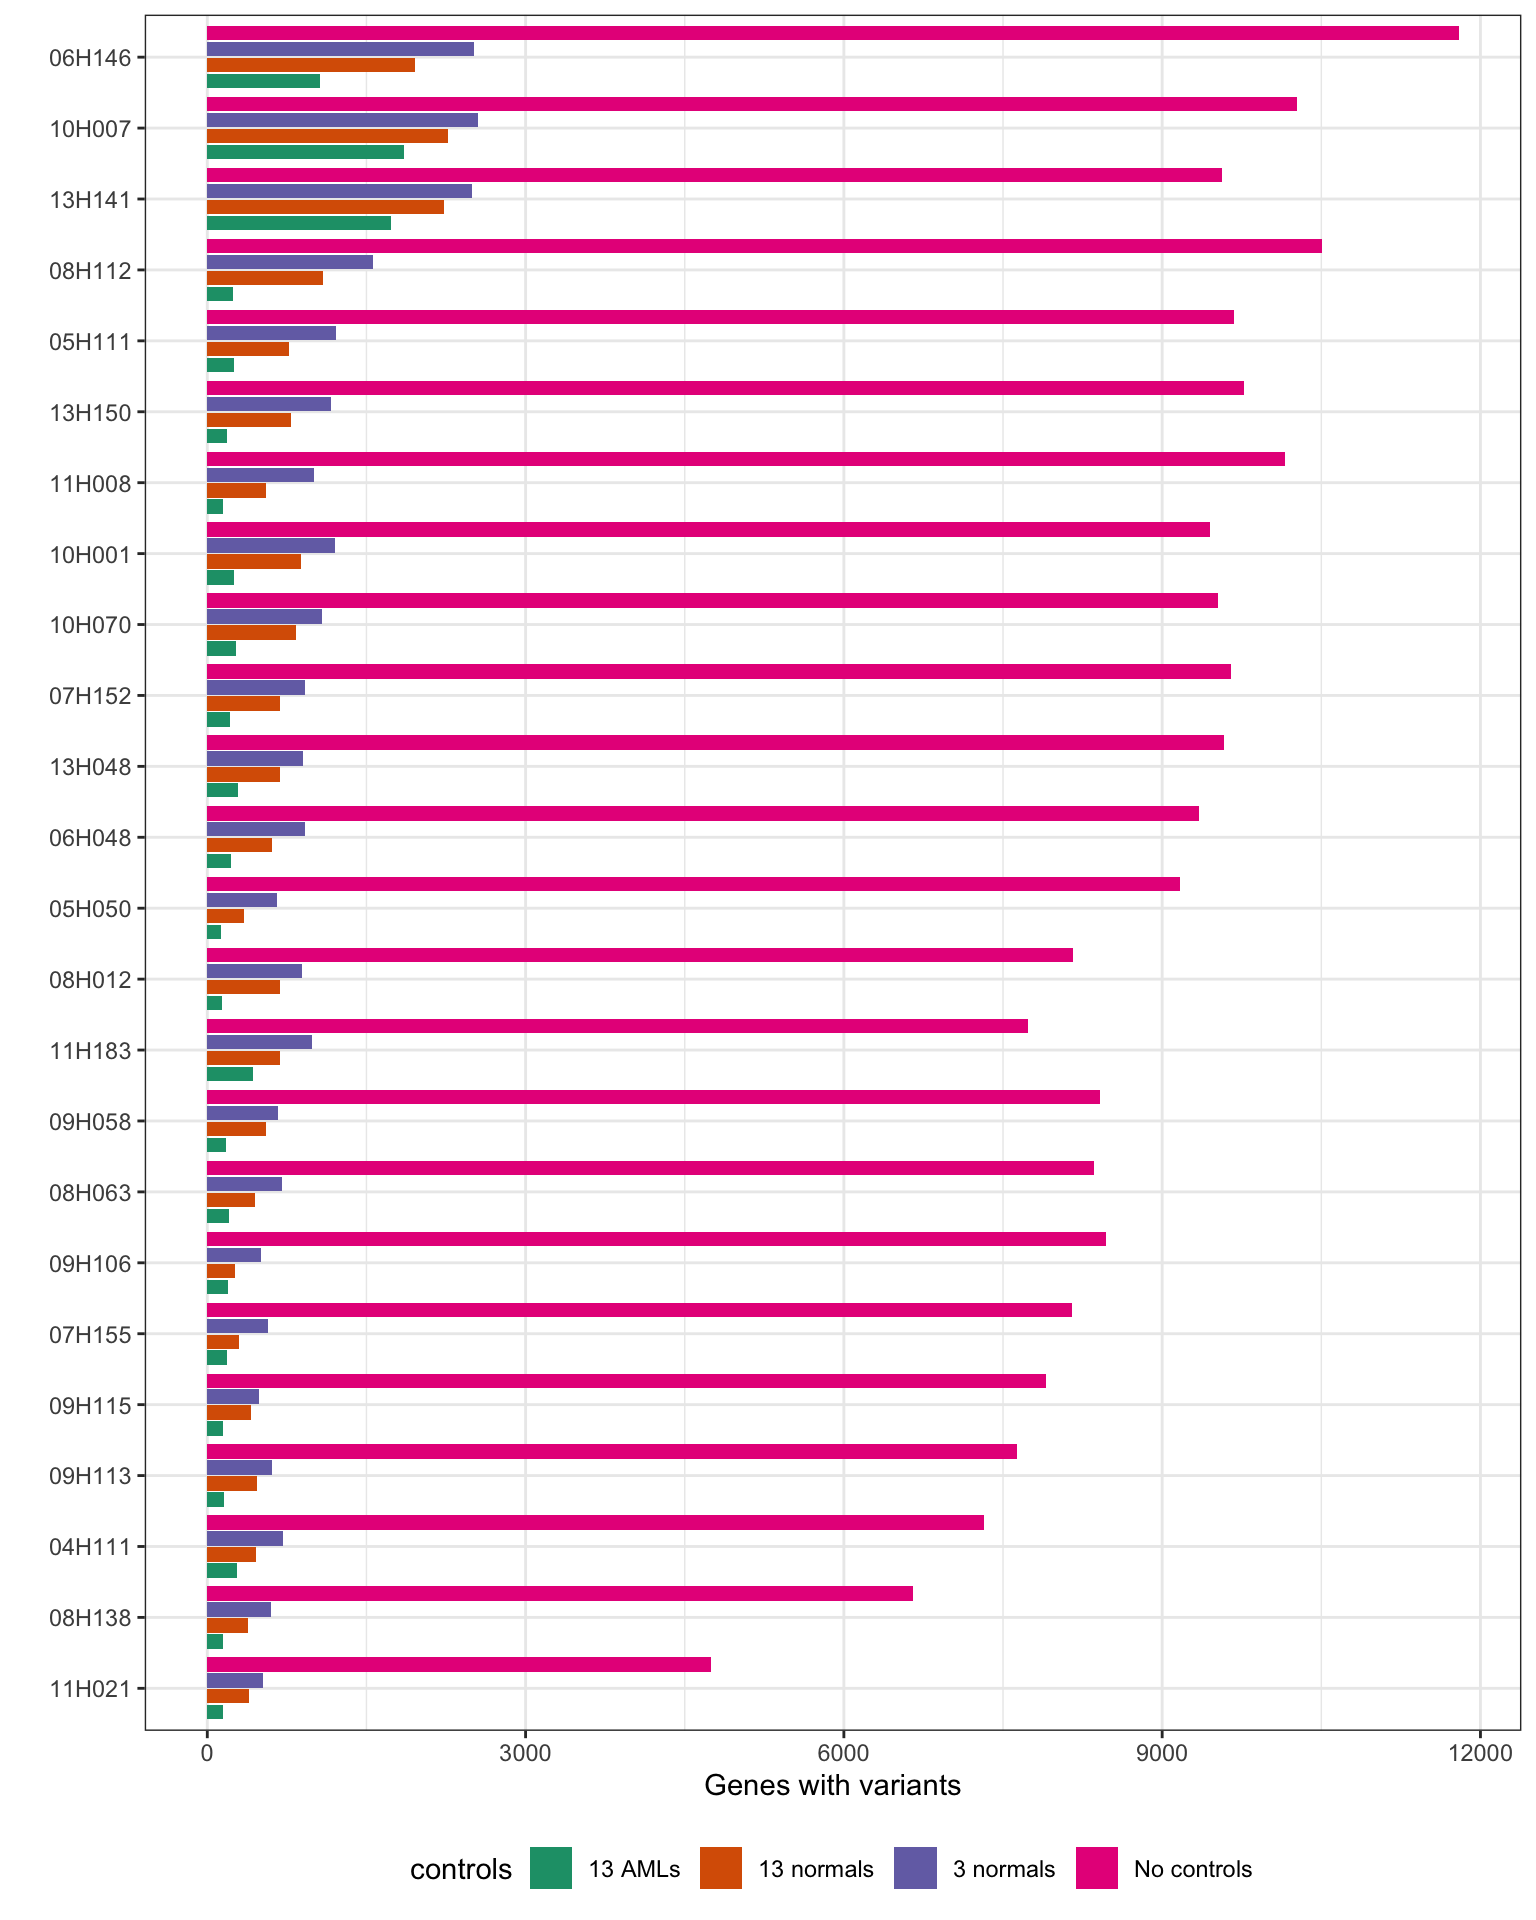 06H146
10H007
13H141
08H112
05H111
13H150
11H008
10H001
10H070
07H152
13H048
06H048
05H050
08H012
11H183
09H058
08H063
09H106
07H155
09H115
09H113
04H111
08H138
11H021
0 3000 6000 9000 12000
Genes with variants
controls 13 AMLs 13 normals 3 normals No controls